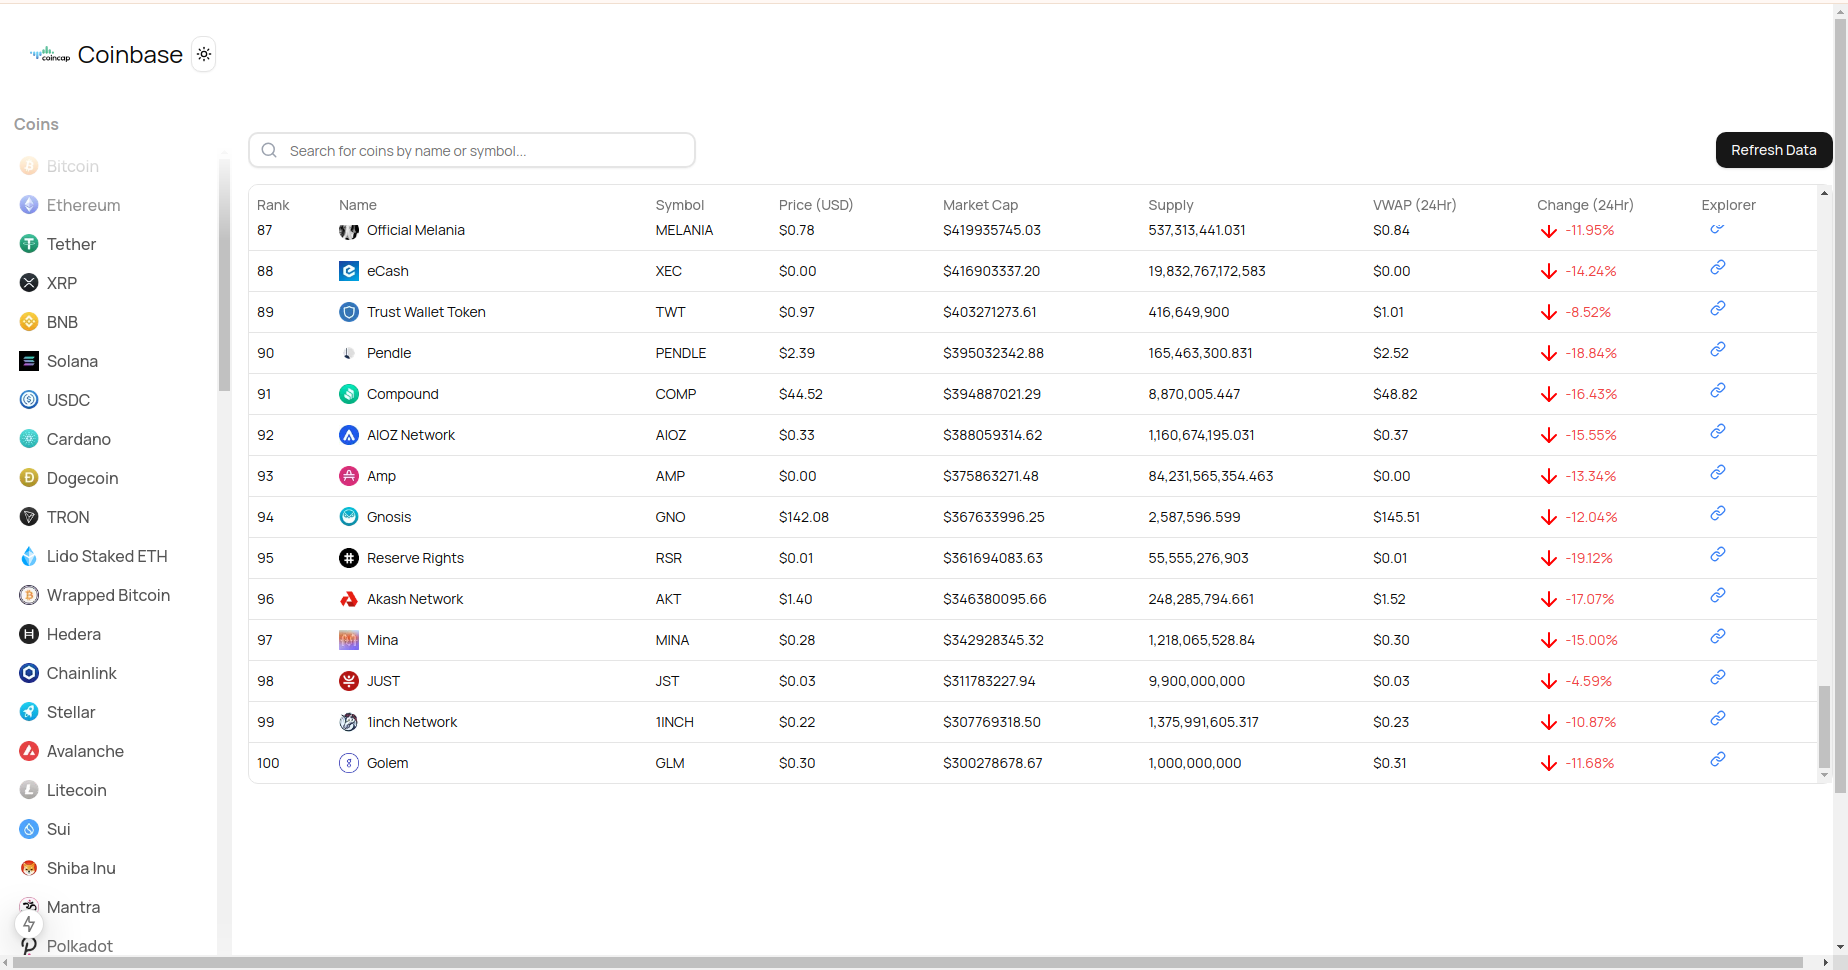 coincap Coinbase
Coins
Bitcoin
Ethereum
Tether
XRP
BNB
Solana
USDC
Cardano
Dogecoin
TRON
Lido Staked ETH
Wrapped Bitcoin
Hedera
Chainlink
Stellar
Avalanche
Litecoin
Sui
Shiba Inu
Mantra
Polkadot
Search for coins by name or symbol...
Refresh Data
Rank Name Symbol Price (USD) Market Cap Supply VWAP (24Hr) Change (24Hr) Explorer
87 Official Melania MELANIA $0.78 $419935745.03 537,313,441.031 $0.84 -11.95%
88 eCash XEC $0.00 $416903337.20 19,832,767,172,583 $0.00 -14.24%
89 Trust Wallet Token TWT $0.97 $403271273.61 416,649,900 $1.01 -8.52%
90 Pendle PENDLE $2.39 $395032342.88 165,463,300.831 $2.52 -18.84%
91 Compound COMP $44.52 $394887021.29 8,870,005.447 $48.82 -16.43%
92 AIOZ Network AIOZ $0.33 $388059314.62 1,160,674,195.031 $0.37 -15.55%
93 Amp AMP $0.00 $375863271.48 84,231,565,354.463 $0.00 -13.34%
94 Gnosis GNO $142.08 $367633996.25 2,587,596.599 $145.51 -12.04%
95 Reserve Rights RSR $0.01 $361694083.63 55,555,276,903 $0.01 -19.12%
96 Akash Network AKT $1.40 $346380095.66 248,285,794.661 $1.52 -17.07%
97 Mina MINA $0.28 $342928345.32 1,218,065,528.84 $0.30 -15.00%
98 JUST JST $0.03 $311783227.94 9,900,000,000 $0.03 -4.59%
99 1inch Network 1INCH $0.22 $307769318.50 1,375,991,605.317 $0.23 -10.87%
100 Golem GLM $0.30 $300278678.67 1,000,000,000 $0.31 -11.68%